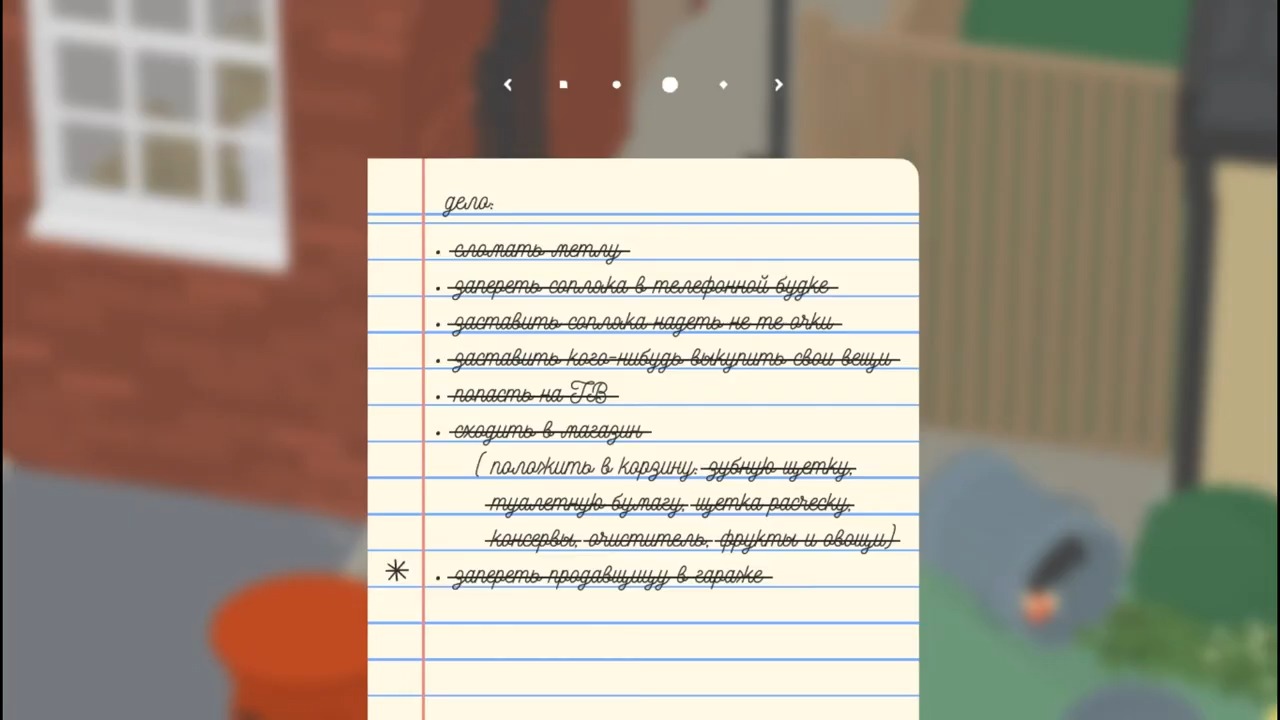 дело:
• сломать метлу
• запереть сопляка в телефонной будке
• заставить сопляка надеть не те очки
• заставить кого-нибудь выкупить свои вещи
• попасть на ТВ
• сходить в магазин
( положить в корзину: зубную щетку,
туалетную бумагу, щетка расческу,
консервы, очиститель, фрукты и овощи)
• запереть продавщицу в гараже